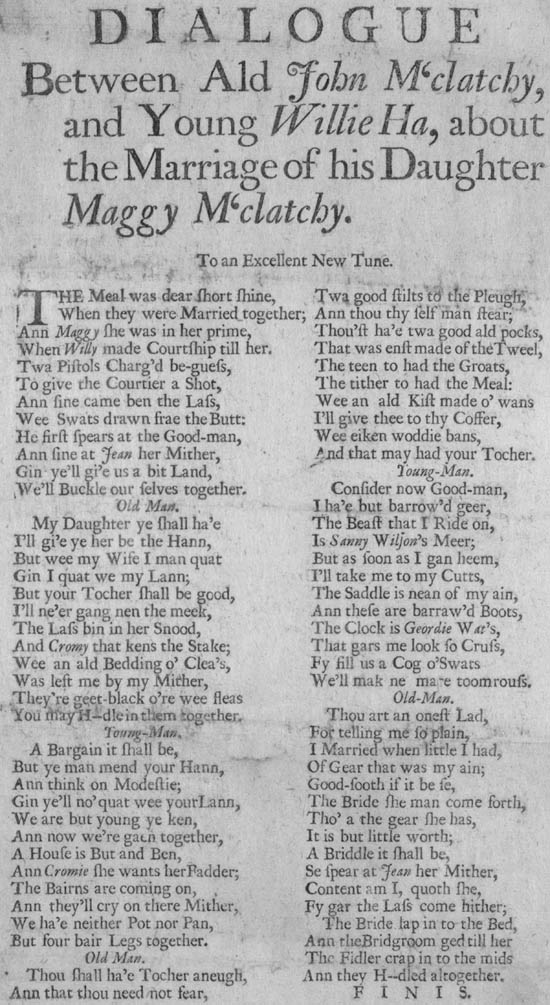 DIALOGUE
Between Ald John Mʻclatchy,
and Young Willie Ha, about
the Marriage of his Daughter
Maggy Mʻclatchy.
To an Excellent New Tune.
THE Meal was dear ſhort ſhine,
When they were Married together;
Ann Maggy ſhe was in her prime,
When Willy made Courtſhip till her.
Twa Piſtols Charg'd be-gueſs,
To give the Courtier a Shot,
Ann ſine came ben the Laſs,
Wee Swats drawn frae the Butt:
He firſt ſpears at the Good-man,
Ann ſine at Jean her Mither,
Gin ye'll gi'e us a bit Land,
We'll Buckle our ſelves together.
Old Man.
My Daughter ye ſhall ha'e
I'll gi'e ye her be the Hann,
But wee my Wife I man quat
Gin I quat we my Lann;
But your Tocher ſhall be good,
I'll ne'er gang nen the meek,
The Laſs bin in her Snood,
And Cromy that kens the Stake;
Wee an ald Bedding o' Clea's,
Was left me by my Mither,
They're geet-black o're wee fleas
You may H--dle in them together.
Young-Man.
A Bargain it ſhall be,
But ye man mend your Hann,
Ann think on Modeſtie;
Gin ye'll no' quat wee your Lann,
We are but young ye ken,
Ann now we're gaen together,
A Houſe is But and Ben,
Ann Cromie ſhe wants her Fadder;
The Bairns are coming on,
Ann they'll cry on there Mither,
We ha'e neither Pot nor Pan,
But four bair Legs together.
Old Man.
Thou ſhall ha'e Tocher aneugh,
Ann that thou need not fear,
Twa good ſtilts to the Pleugh,
Ann thou thy ſelf man ſtear;
Thou'ſt ha'e twa good ald pocks,
That was enſt made of the Tweel,
The teen to had the Groats,
The tither to had the Meal:
Wee an ald Kiſt made o' wans
I'll give thee to thy Coffer,
Wee eiken woddie bans,
And that may had your Tocher.
Young-Man.
Conſider now Good-man,
I ha'e but barrow'd geer,
The Beaſt that I Ride on,
Is Sanny Wilſon's Meer;
But as ſoon as I gan heem,
I'll take me to my Cutts,
The Saddle is nean of my ain,
Ann theſe are barraw'd Boots,
The Clock is Geordie Wat's,
That gars me look ſo Cruſs,
Fy fill us a Cog o'Swats
We'll mak ne mare toomrouſs.
Old-Man.
Thou art an oneſt Lad,
For telling me ſo plain,
I Married when little I had,
Of Gear that was my ain;
Good-ſooth if it be ſe,
The Bride ſhe man come forth,
Tho' a the gear ſhe has,
It is but little worth;
A Briddle it ſhall be,
Se ſpear at Jean her Mither,
Content am I, quoth ſhe,
Fy gar the Laſs come hither;
The Bride lap in to the Bed,
Ann the Bridgroom ged till her
The Fidler crap in to the mids
Ann they H--dled altogether.
FINIS.